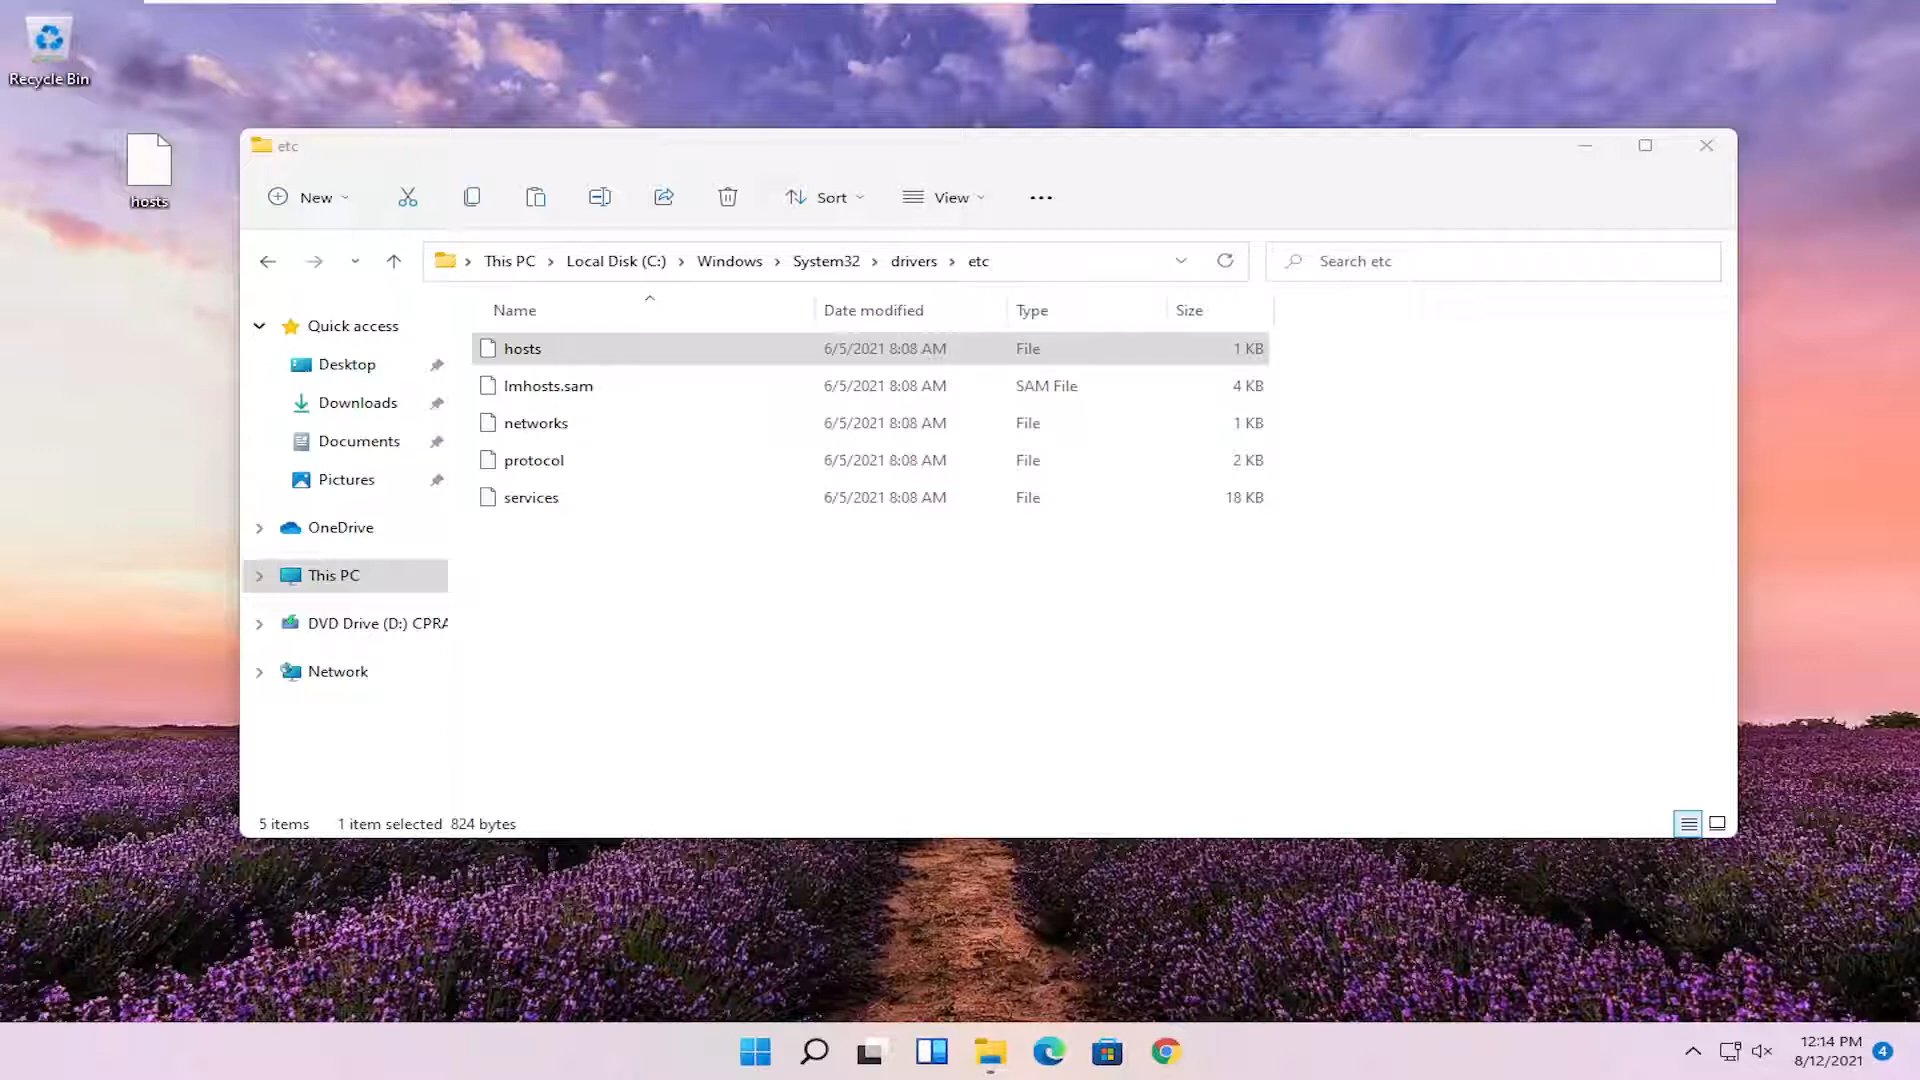 Recycle Bin
hosts
etc
New
Sort
View
This PC
Local Disk (C:)
Windows
System32
drivers
etc
Search etc
Name
Date modified
Type
Size
Quick access
Desktop
Downloads
Documents
Pictures
OneDrive
This PC
DVD Drive (D:) CPRA
Network
hosts 6/5/2021 8:08 AM File 1 KB
lmhosts.sam 6/5/2021 8:08 AM SAM File 4 KB
networks 6/5/2021 8:08 AM File 1 KB
protocol 6/5/2021 8:08 AM File 2 KB
services 6/5/2021 8:08 AM File 18 KB
5 items 1 item selected 824 bytes
12:14 PM
8/12/2021
4